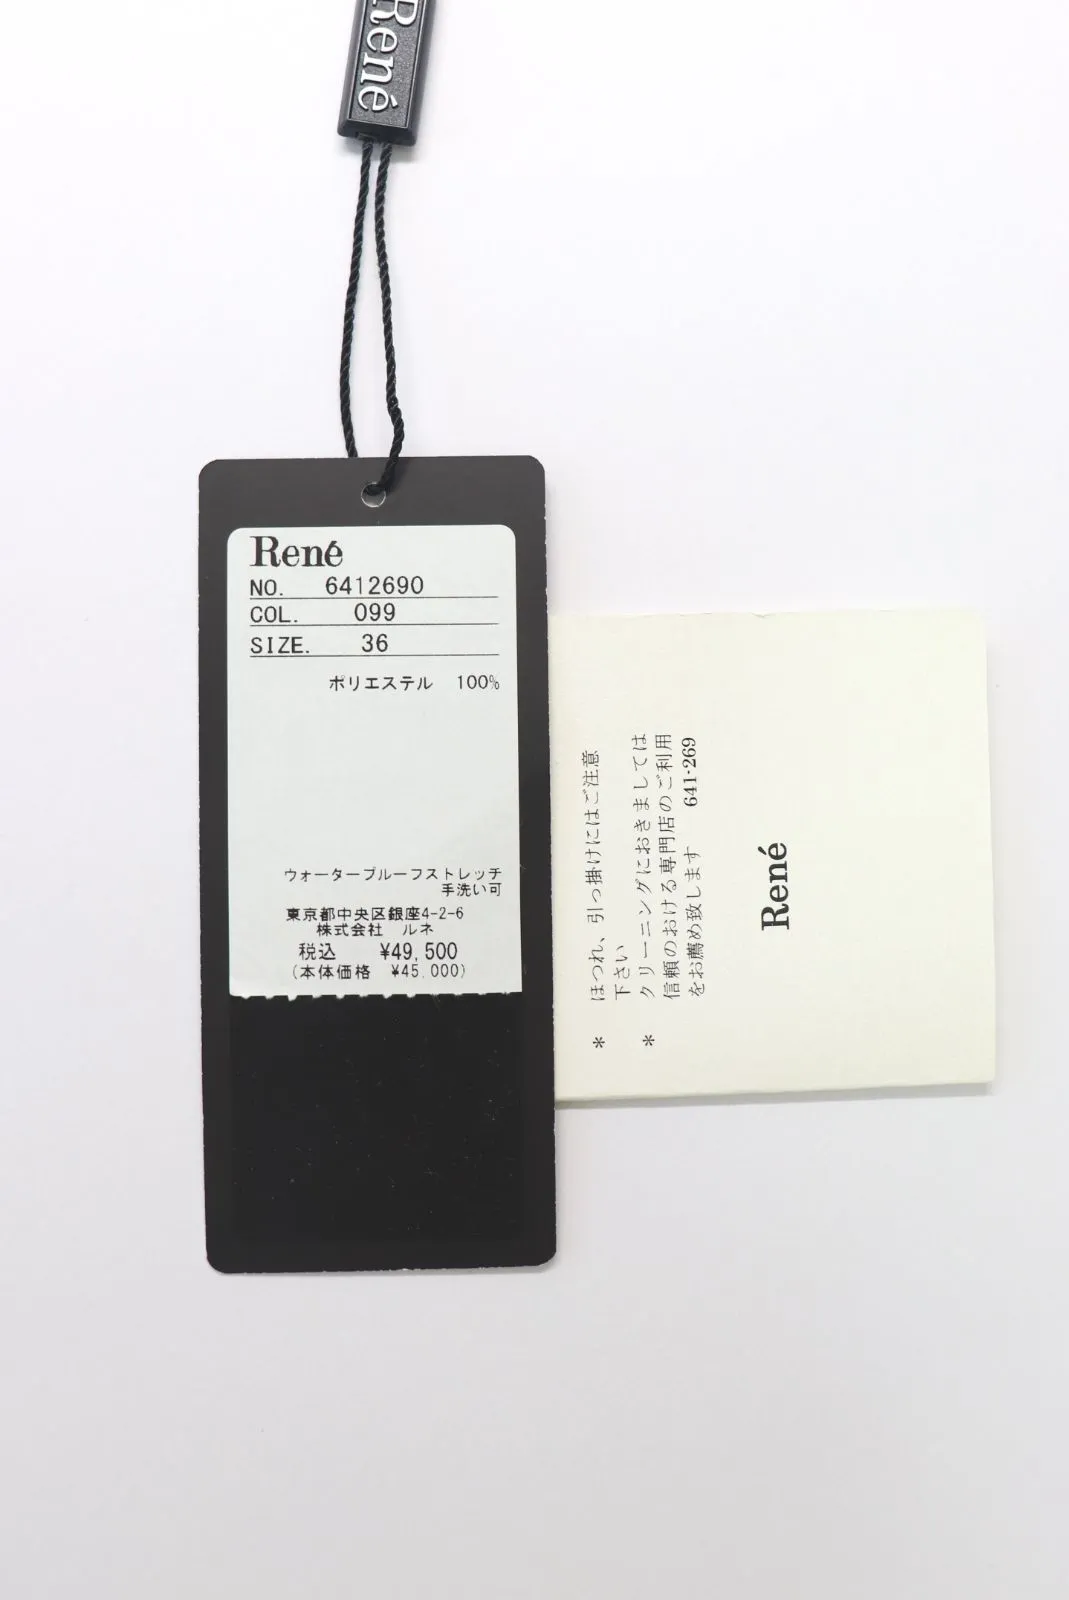 René
René
NO. 6412690
COL. 099
SIZE. 36
ポリエステル 100%
ウォータープルーフストレッチ
手洗い可
東京都中央区銀座4-2-6
株式会社 ルネ
税込 ¥49,500
(本体価格 ¥45,000)
* ほつれ、引っ掛けにはご注意
下さい
* クリーニングにおきましては
信頼のおける専門店のご利用
をお薦め致します 641-269
René